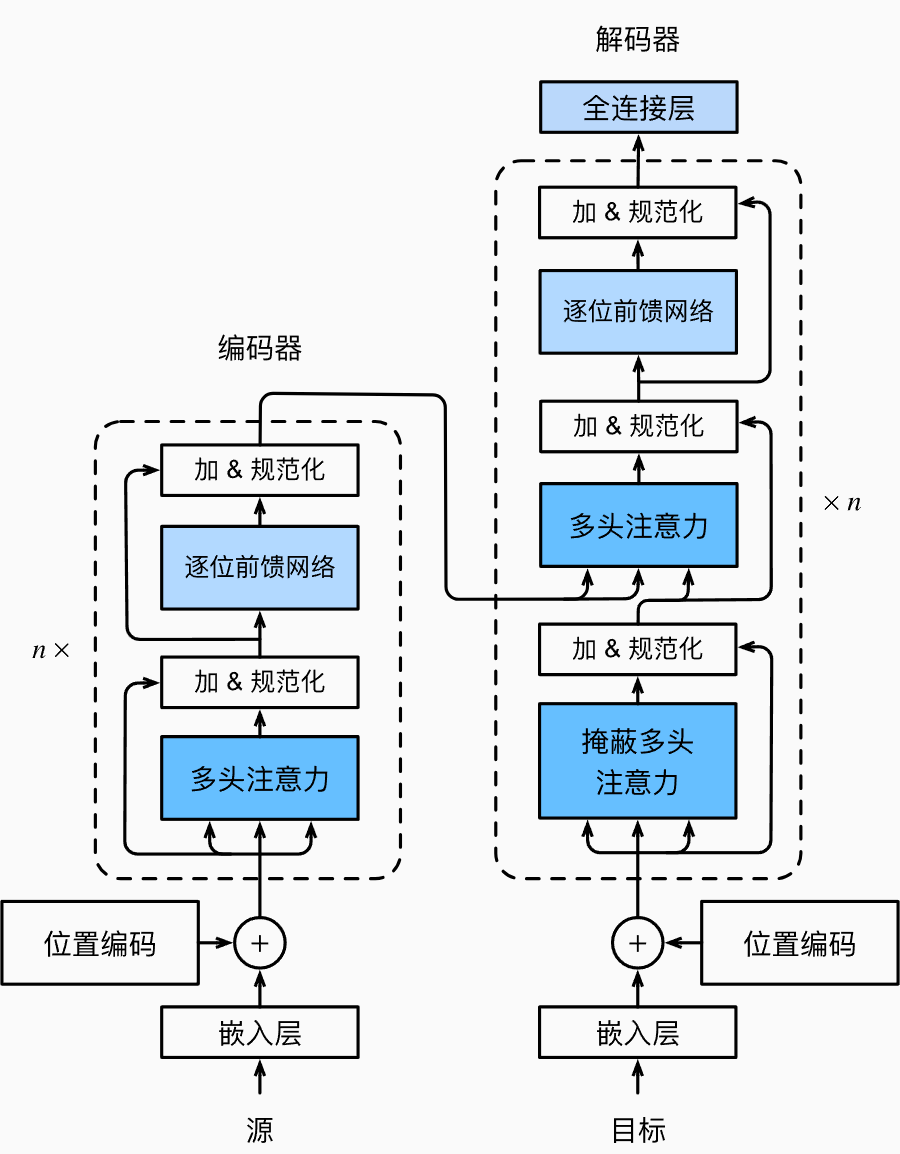 解码器
全连接层
加 & 规范化
逐位前馈网络
加 & 规范化
多头注意力
加 & 规范化
掩蔽多头
注意力
× n
位置编码
+
嵌入层
目标
编码器
加 & 规范化
逐位前馈网络
加 & 规范化
多头注意力
n ×
位置编码
+
嵌入层
源